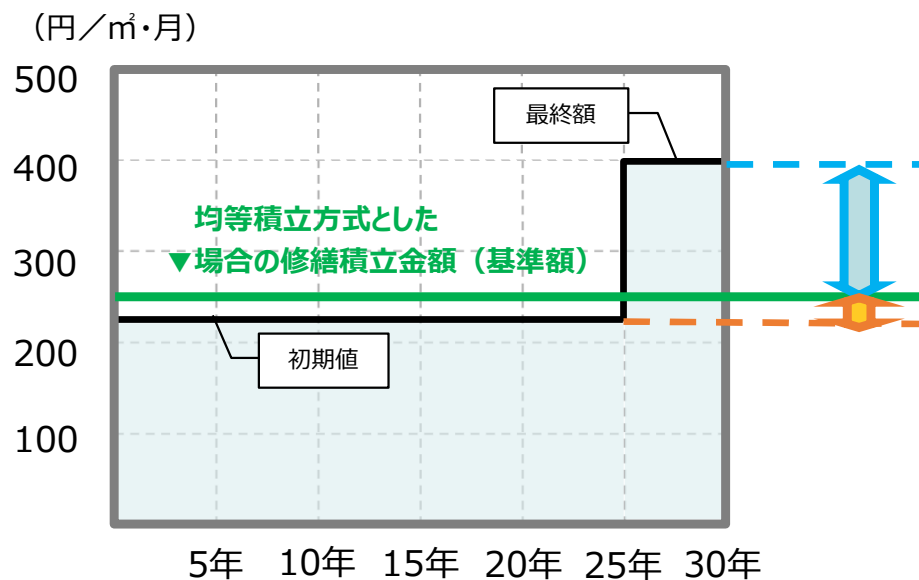 （円／㎡・月）
500
400
300
200
100
最終額
均等積立方式とした
▼場合の修繕積立金額（基準額）
初期値
5年 10年 15年 20年 25年 30年